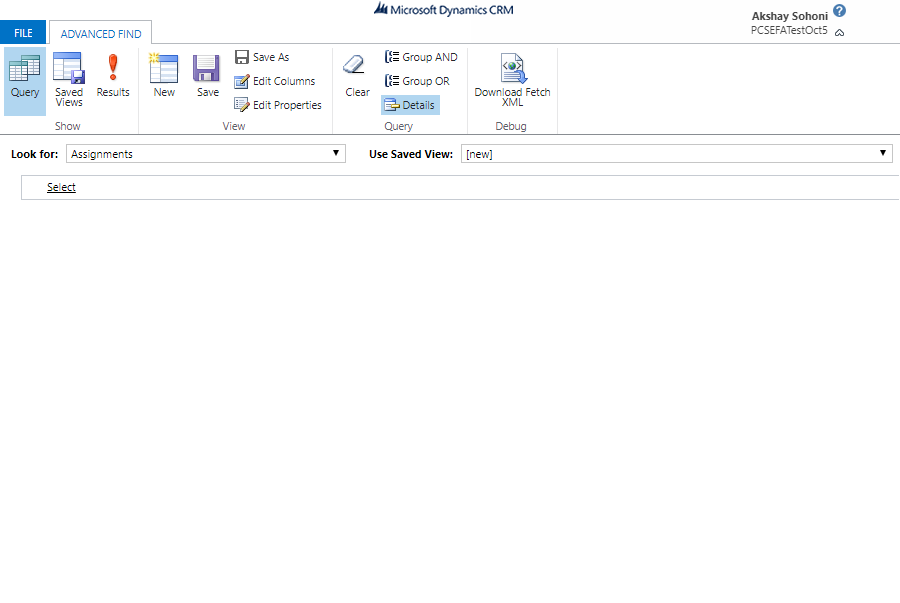 Microsoft Dynamics CRM
Akshay Sohoni
PCSEFATestOct5
FILE
ADVANCED FIND
Query
Saved
Views
Results
Show
New
Save
Save As
Edit Columns
Edit Properties
View
Clear
Group AND
Group OR
Details
Query
Download Fetch
XML
Debug
Look for: Assignments
Use Saved View: [new]
Select